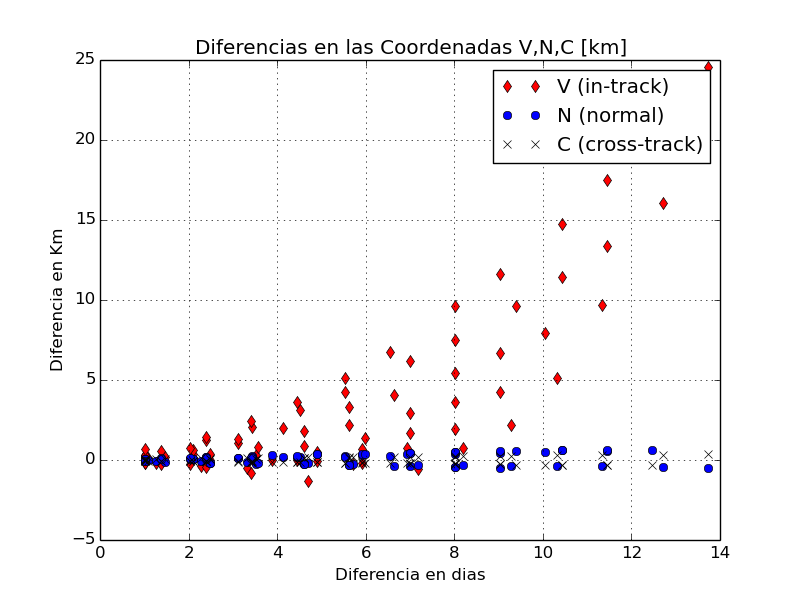 Diferencias en las Coordenadas V,N,C [km]
V (in-track)
N (normal)
C (cross-track)
Diferencia en Km
25
20
15
10
5
0
−5
0 2 4 6 8 10 12 14
Diferencia en dias